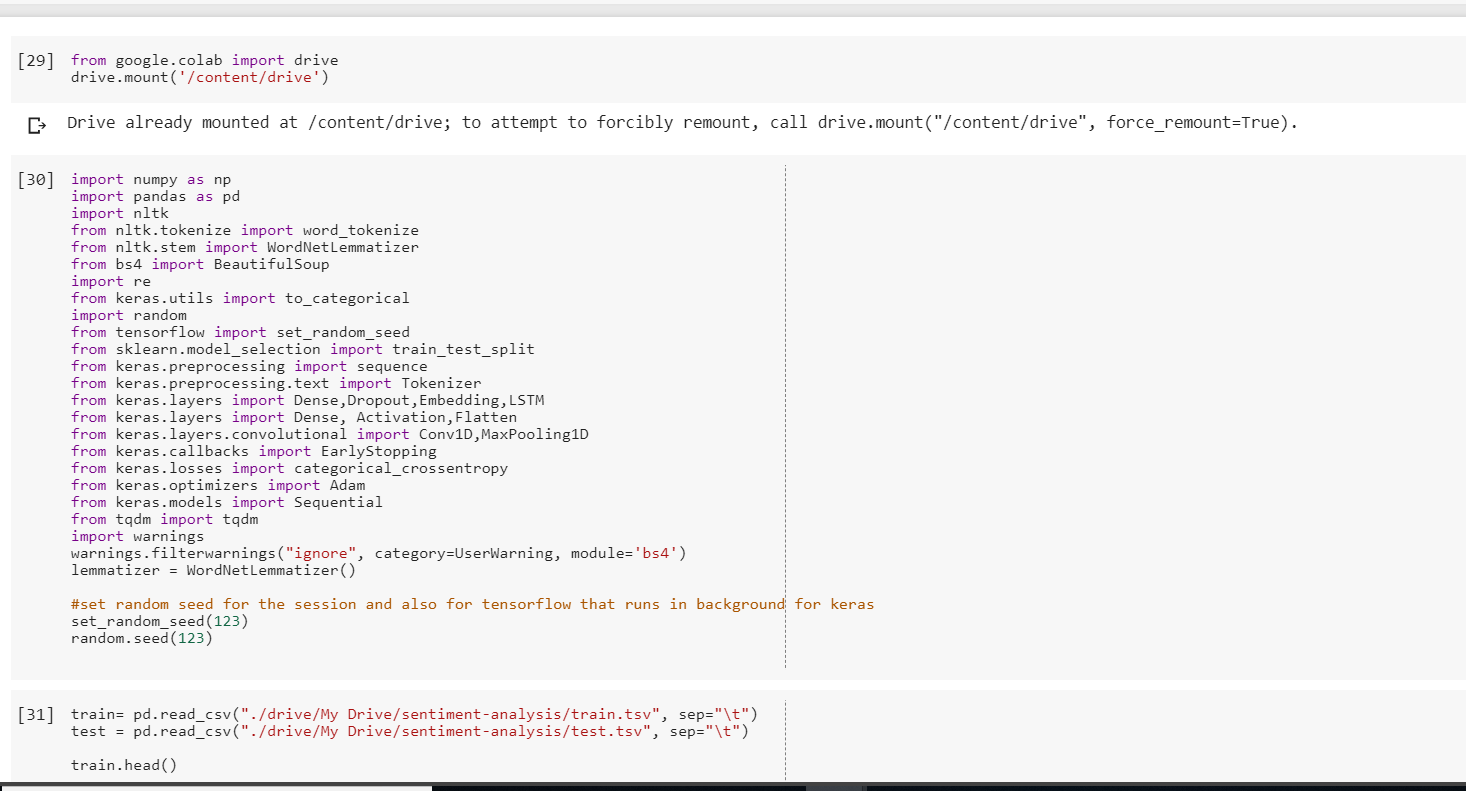 [29] from google.colab import drive
drive.mount('/content/drive')
Drive already mounted at /content/drive; to attempt to forcibly remount, call drive.mount("/content/drive", force_remount=True).
[30] import numpy as np
import pandas as pd
import nltk
from nltk.tokenize import word_tokenize
from nltk.stem import WordNetLemmatizer
from bs4 import BeautifulSoup
import re
from keras.utils import to_categorical
import random
from tensorflow import set_random_seed
from sklearn.model_selection import train_test_split
from keras.preprocessing import sequence
from keras.preprocessing.text import Tokenizer
from keras.layers import Dense,Dropout,Embedding,LSTM
from keras.layers import Dense, Activation,Flatten
from keras.layers.convolutional import Conv1D,MaxPooling1D
from keras.callbacks import EarlyStopping
from keras.losses import categorical_crossentropy
from keras.optimizers import Adam
from keras.models import Sequential
from tqdm import tqdm
import warnings
warnings.filterwarnings("ignore", category=UserWarning, module='bs4')
lemmatizer = WordNetLemmatizer()
#set random seed for the session and also for tensorflow that runs in background for keras
set_random_seed(123)
random.seed(123)
[31] train= pd.read_csv("./drive/My Drive/sentiment-analysis/train.tsv", sep="\t")
test = pd.read_csv("./drive/My Drive/sentiment-analysis/test.tsv", sep="\t")
train.head()